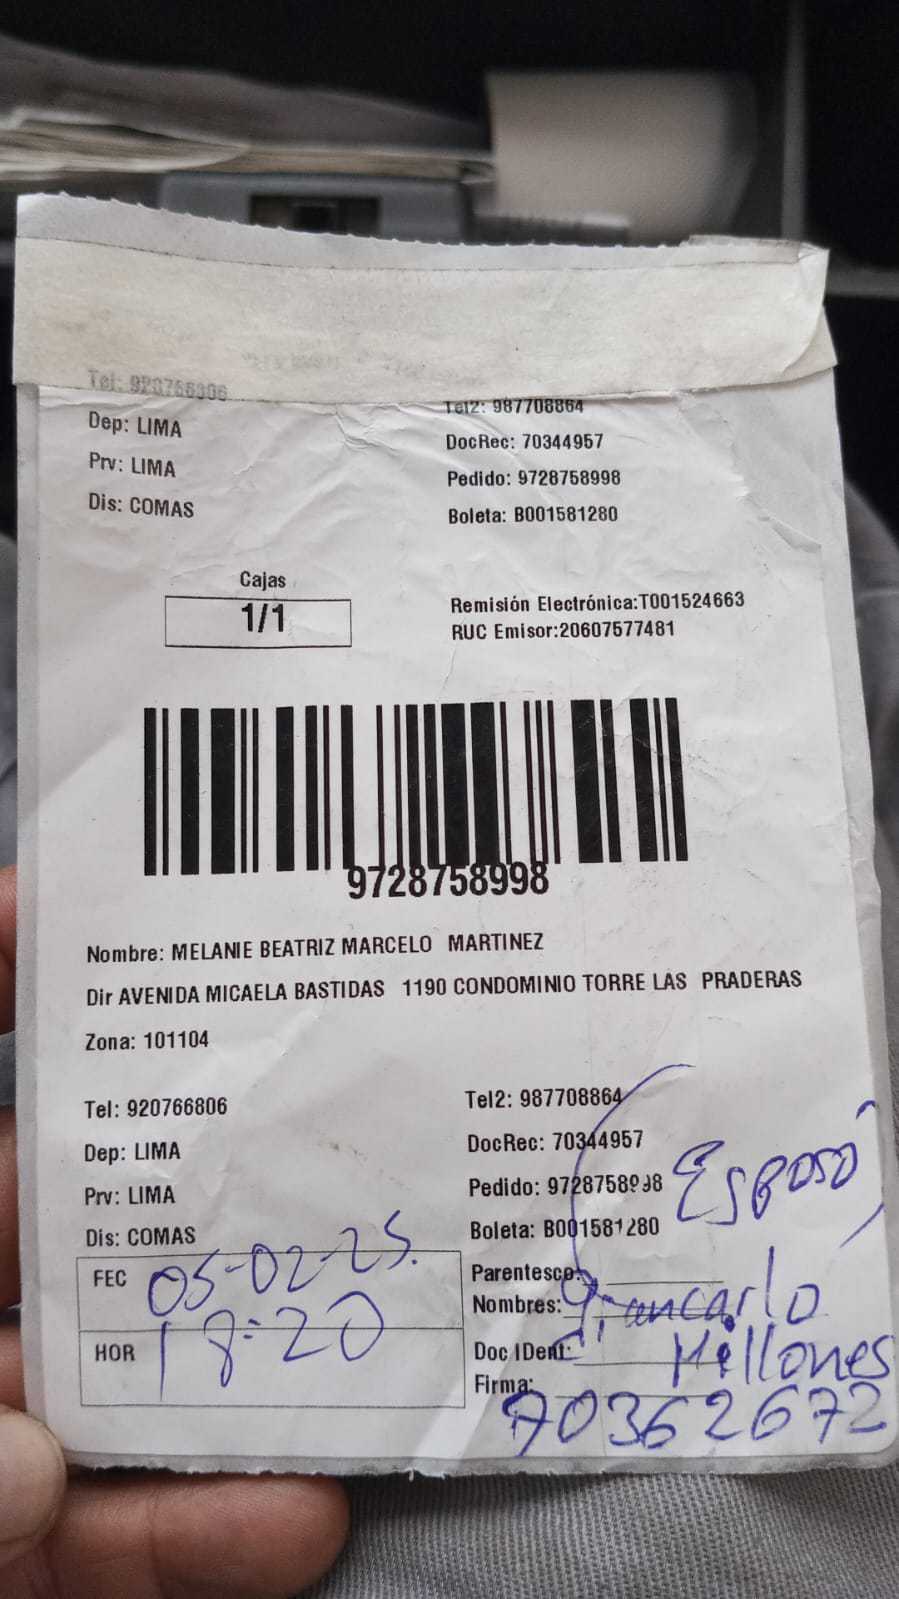 Tel: 920766806
Tel2: 987708864
Dep: LIMA
DocRec: 70344957
Prv: LIMA
Pedido: 9728758998
Dis: COMAS
Boleta: B001581280
Cajas
1/1
Remisión Electrónica:T001524663
RUC Emisor:20607577481
9728758998
Nombre: MELANIE BEATRIZ MARCELO MARTINEZ
Dir AVENIDA MICAELA BASTIDAS 1190 CONDOMINIO TORRE LAS PRADERAS
Zona: 101104
Tel: 920766806
Tel2: 987708864
Dep: LIMA
DocRec: 70344957
Prv: LIMA
Pedido: 9728758998
Esposo
Dis: COMAS
Boleta: B001581280
FEC 05-02-25.
Parentesco:
Nombres: Giancarlo
Millones
HOR 18:20
Doc IDent:
Firma:
70362672